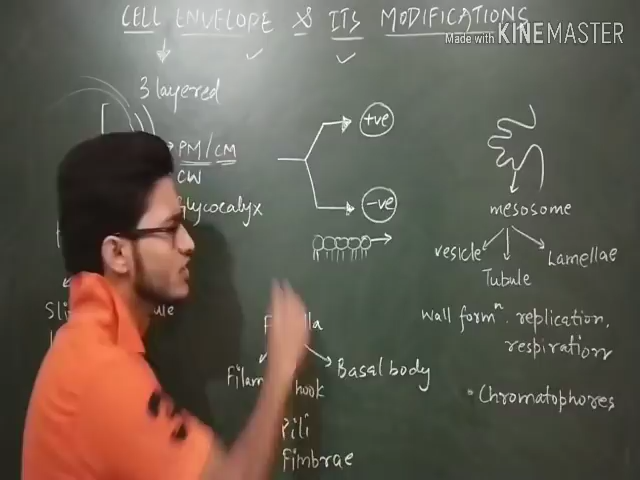 CELL ENVELOPE & ITS MODIFICATIONS
Made with KINEMASTER
3 layered
PM/CM
CW
Glycocalyx
+ve
-ve
mesosome
vesicle
Tubule
Lamellae
wall formⁿ. replication,
respiration
Basal body
hook
Pili
Fimbrae
• Chromatophores